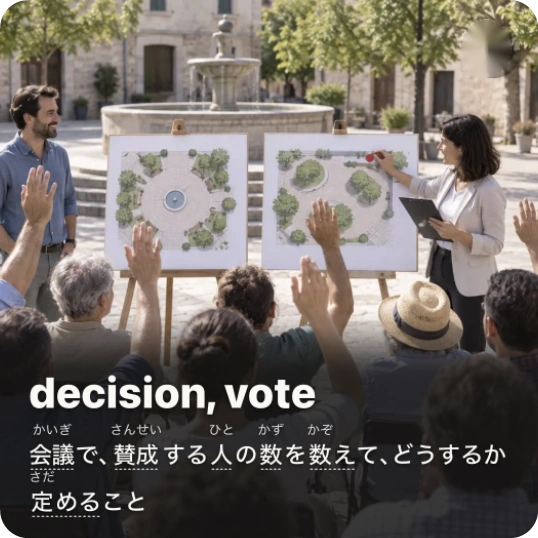 decision, vote
かいぎ さんせい ひと かず かぞ
会議で、賛成する人の数を数えて、どうするか
さだ
定めること